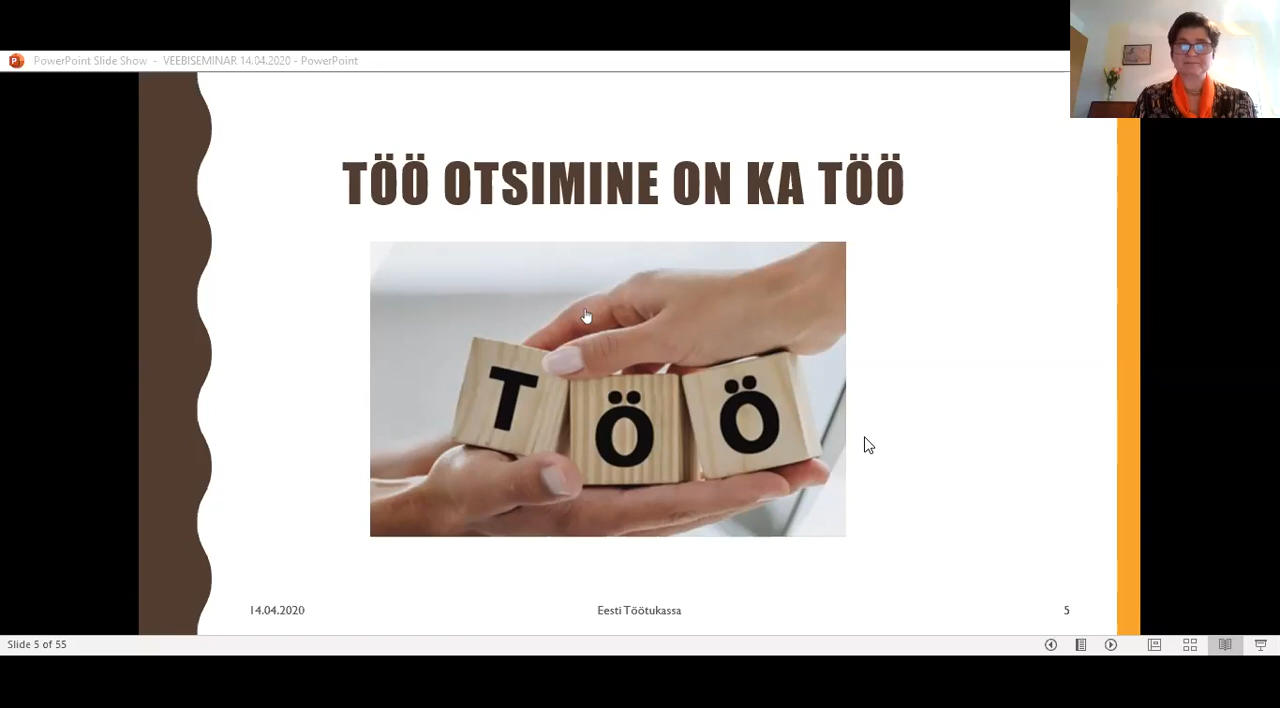 PowerPoint Slide Show - VEEBISEMINAR 14.04.2020 - PowerPoint
TÖÖ OTSIMINE ON KA TÖÖ
T Ö Ö
14.04.2020 Eesti Töötukassa 5
Slide 5 of 55